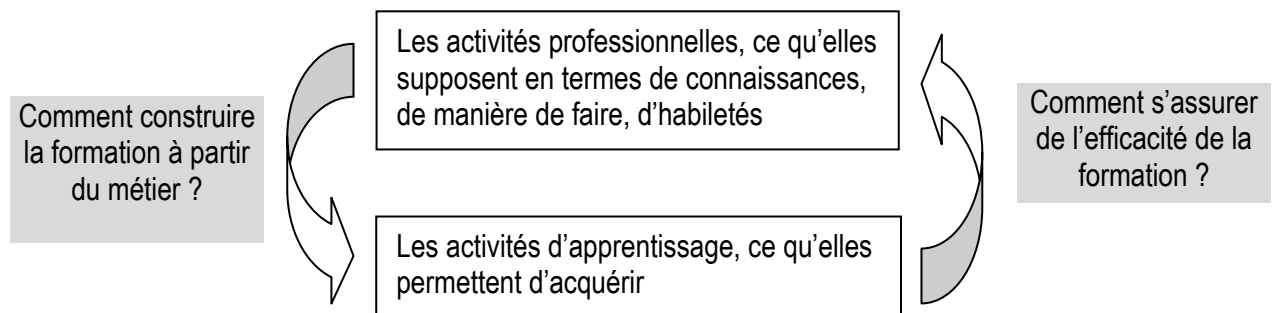 Les activités professionnelles, ce qu’elles
supposent en termes de connaissances,
de manière de faire, d’habiletés
Comment construire
la formation à partir
du métier ?
Comment s’assurer
de l’efficacité de la
formation ?
Les activités d’apprentissage, ce qu’elles
permettent d’acquérir